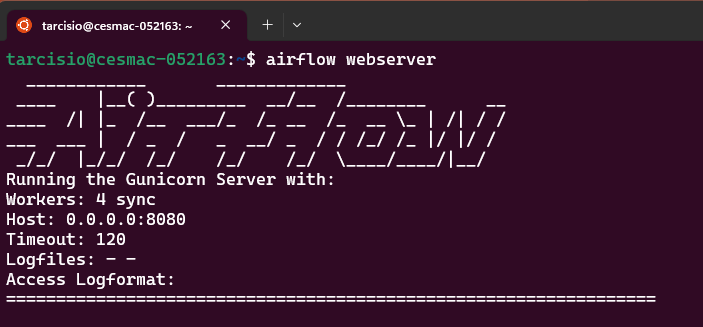 tarcisio@cesmac-052163: ~
tarcisio@cesmac-052163:~$ airflow webserver
  ____________       _____________
 ____    |__( )_________  __/__  /________      __
____  /| |_  /__  ___/_  /_ __  /_  __ \_ | /| / /
___  ___ |  / _  /   _  __/ _  / / /_/ /_ |/ |/ /
 _/_/  |_/_/  /_/    /_/    /_/  \____/____/|__/
Running the Gunicorn Server with:
Workers: 4 sync
Host: 0.0.0.0:8080
Timeout: 120
Logfiles: - -
Access Logformat:
=================================================================